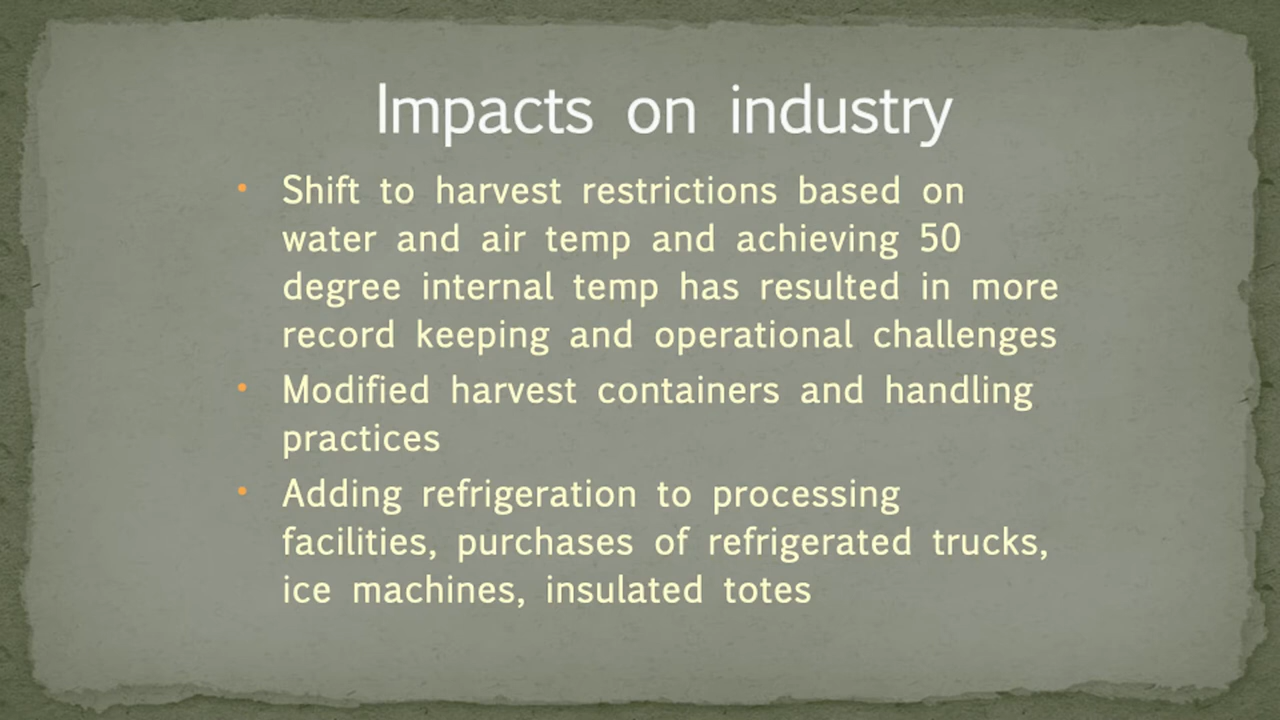 Impacts on industry
• Shift to harvest restrictions based on
water and air temp and achieving 50
degree internal temp has resulted in more
record keeping and operational challenges
• Modified harvest containers and handling
practices
• Adding refrigeration to processing
facilities, purchases of refrigerated trucks,
ice machines, insulated totes